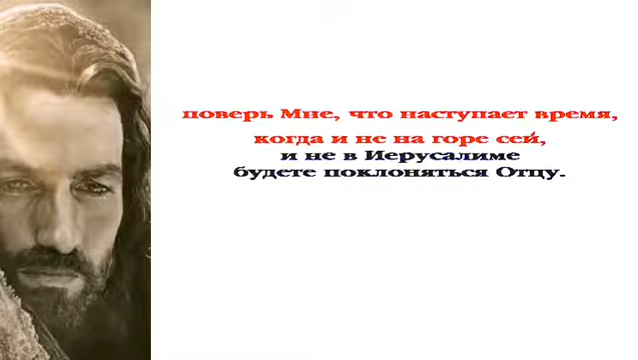 поверь Мне, что наступает время,
когда и не на горе сей,
и не в Иерусалиме
будете поклоняться Отцу.